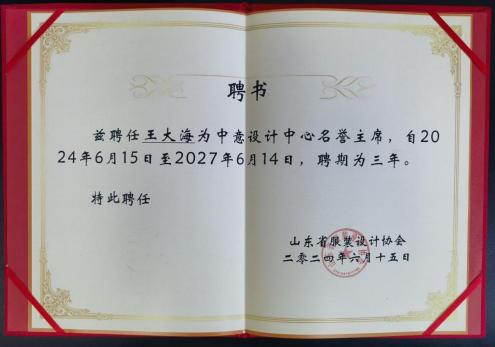 聘书
兹聘任王大海为中意设计中心名誉主席，自20
24年6月15日至2027年6月14日，聘期为三年。
特此聘任
山东省服装设计协会
二零二四年六月十五日